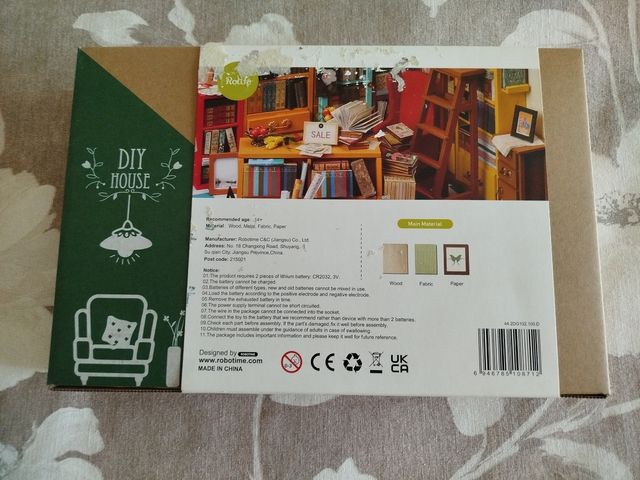 Rolife
SALE
DIY
HOUSE
Recommended age: 14+
Material : Wood, Metal, Fabric, Paper
Main Material
Manufacturer: Robotime C&C (Jiangsu) Co., Ltd.
Address: No. 18 Changxing Road, Shuyang,
Su qian City, Jiangsu Province,China.
Post code: 215021
Wood
Fabric
Paper
Notice:
01.The product requires 2 pieces of lithium battery: CR2032, 3V.
02.The battery cannot be charged.
03.Batteries of different types, new and old batteries cannot be mixed in use.
04.Load the battery according to the positive electrode and negative electrode.
05.Remove the exhausted battery in time.
06.The power supply terminal cannot be short circuited.
07.The wire in the package cannot be connected into the socket.
08.Connect the toy to the battery that we recommend rather than device with more than 2 batteries.
09.Check each part before assembly, if the part's damaged,fix it well before assembly.
10.Children must assemble under the guidance of adults in case of swallowing.
11.The package includes important information and please keep it well for future reference.
Designed by ROBOTIME
www.robotime.com
MADE IN CHINA
0-3
CE
UK
CA
6 946785 108712